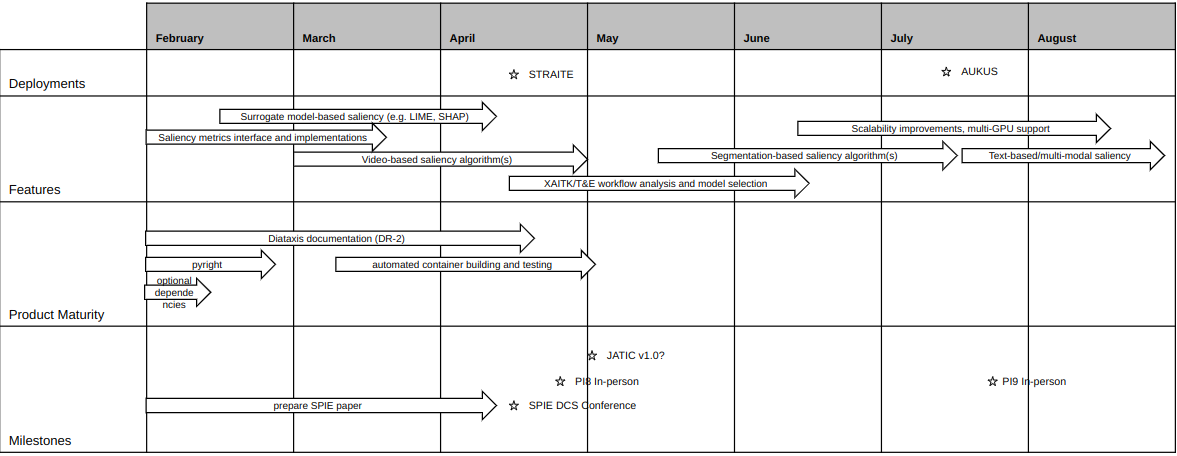 February
March
April
May
June
July
August
Deployments
STRAITE
AUKUS
Features
Surrogate model-based saliency (e.g. LIME, SHAP)
Saliency metrics interface and implementations
Video-based saliency algorithm(s)
XAITK/T&E workflow analysis and model selection
Scalability improvements, multi-GPU support
Segmentation-based saliency algorithm(s)
Text-based/multi-modal saliency
Product Maturity
Diataxis documentation (DR-2)
pyright
automated container building and testing
optional
depende
ncies
Milestones
JATIC v1.0?
PI8 In-person
PI9 In-person
prepare SPIE paper
SPIE DCS Conference